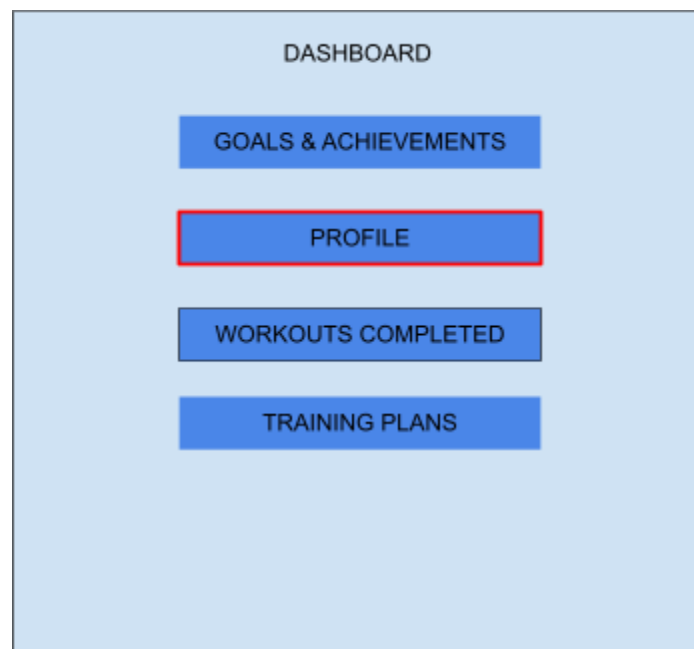 DASHBOARD
GOALS & ACHIEVEMENTS
PROFILE
WORKOUTS COMPLETED
TRAINING PLANS